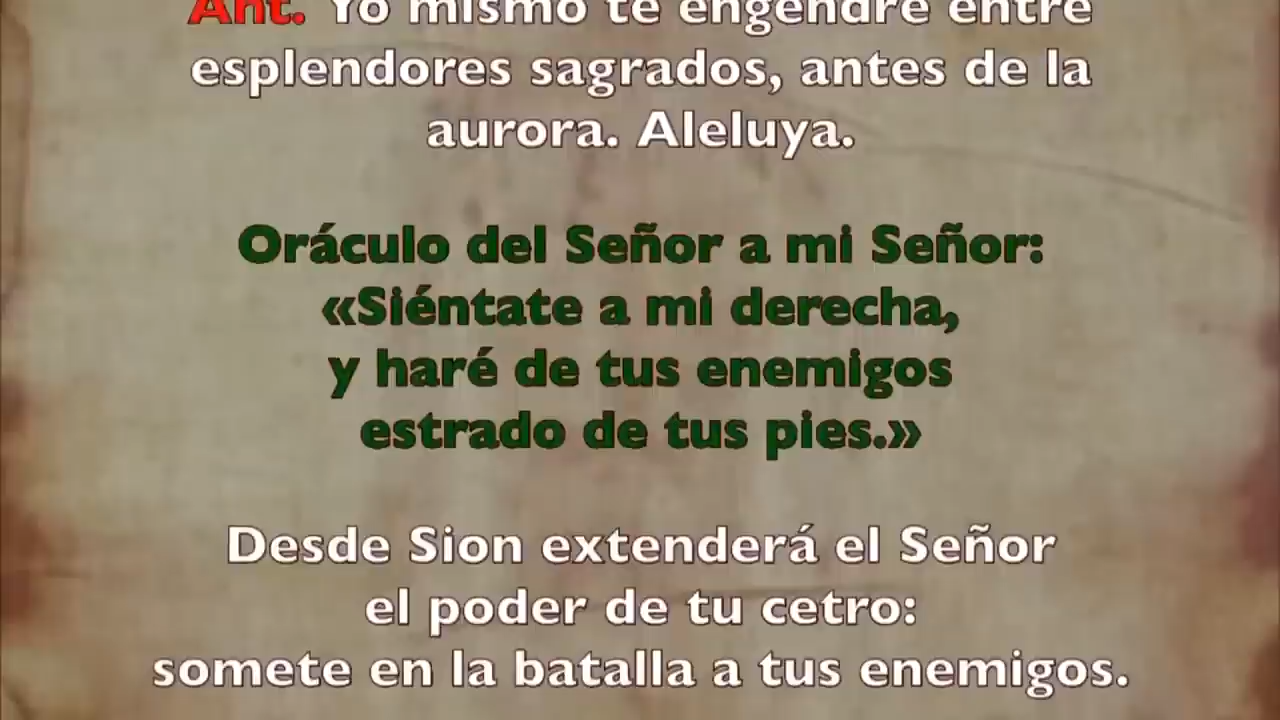 Ant. Yo mismo te engendré entre
esplendores sagrados, antes de la
aurora. Aleluya.
Oráculo del Señor a mi Señor:
«Siéntate a mi derecha,
y haré de tus enemigos
estrado de tus pies.»
Desde Sion extenderá el Señor
el poder de tu cetro:
somete en la batalla a tus enemigos.